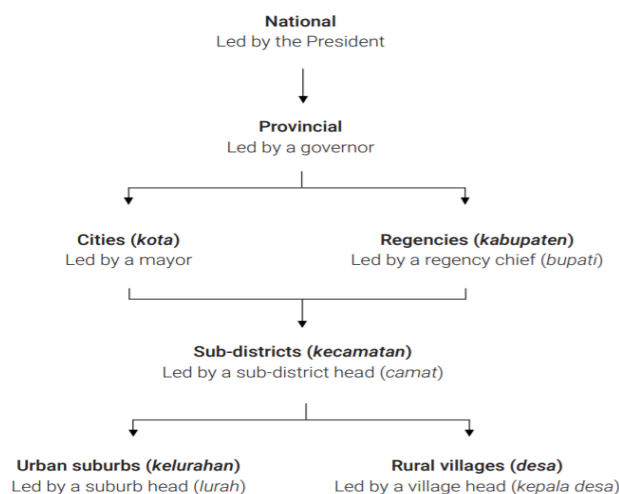 National
Led by the President
Provincial
Led by a governor
Cities (kota)
Led by a mayor
Regencies (kabupaten)
Led by a regency chief (bupati)
Sub-districts (kecamatan)
Led by a sub-district head (camat)
Urban suburbs (kelurahan)
Led by a suburb head (lurah)
Rural villages (desa)
Led by a village head (kepala desa)